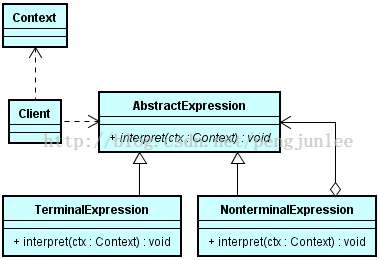 Context
Client
AbstractExpression
+ interpret(ctx : Context) : void
http://blog.csdn.net/pengjunlee
TerminalExpression
+ interpret(ctx : Context) : void
NonterminalExpression
+ interpret(ctx : Context) : void